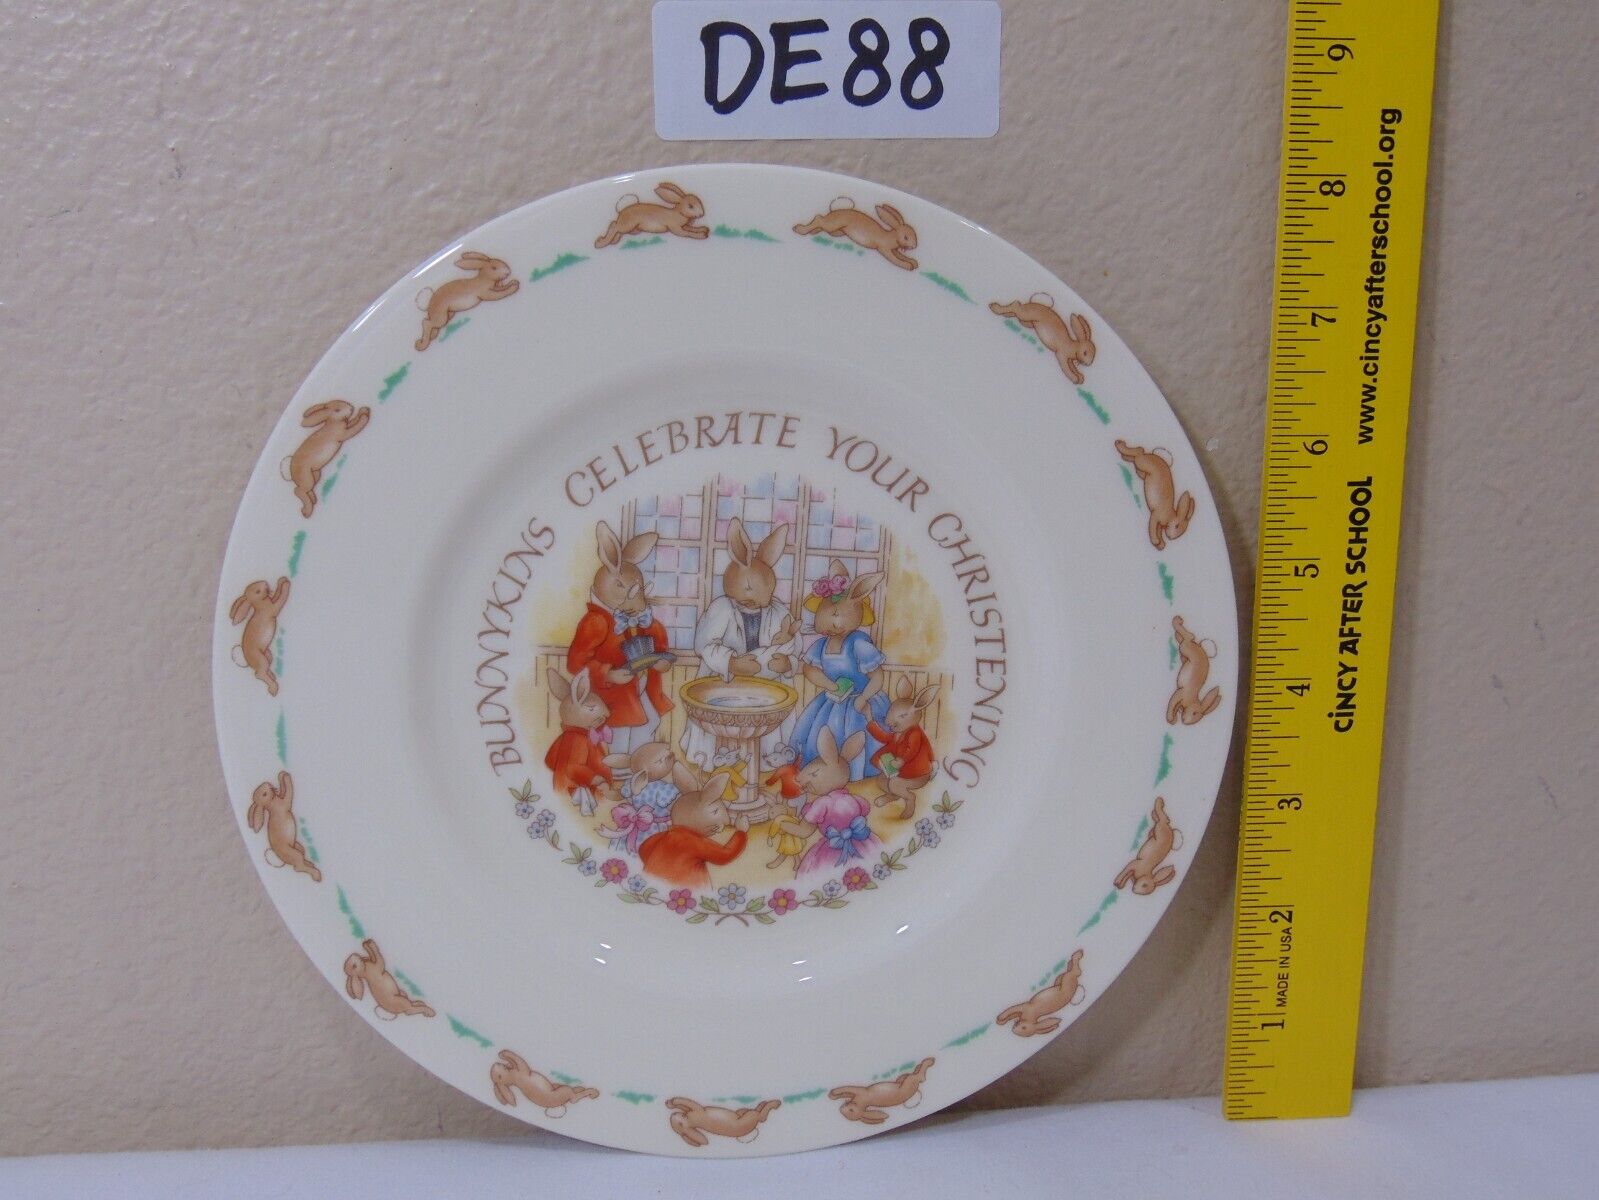 DE88
BUNNYKINS CELEBRATE YOUR CHRISTENING
CINCY AFTER SCHOOL www.cincyafterschool.org
MADE IN USA
1
2
3
4
5
6
7
8
9